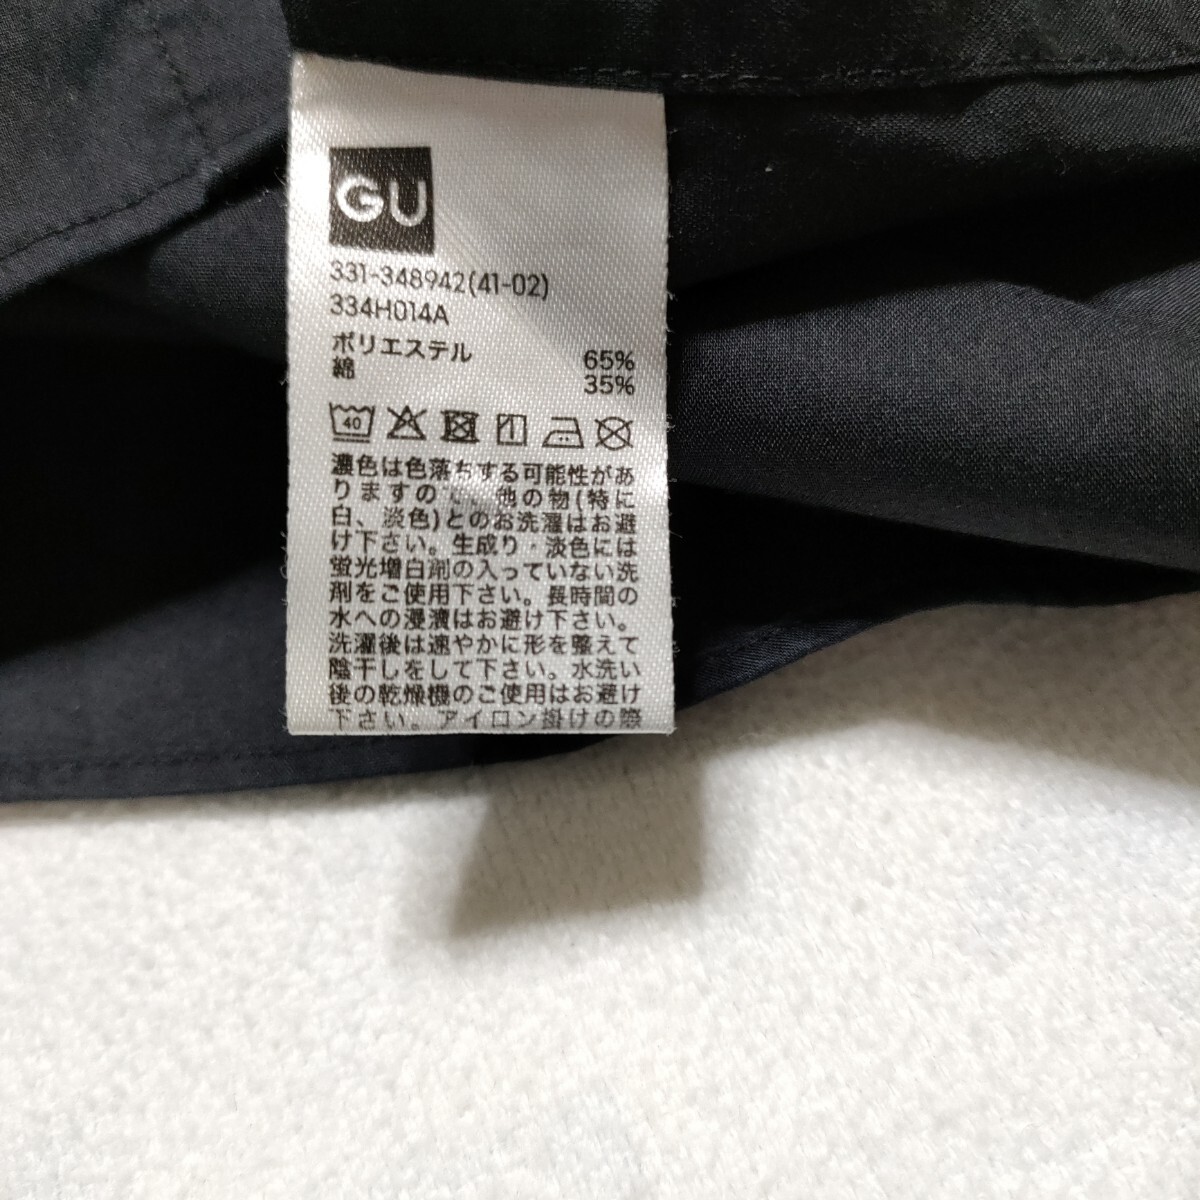 GU
331-348942(41-02)
334H014A
ポリエステル 65%
綿 35%
40
濃色は色落ちする可能性があ
りますので他の物(特に
白、淡色)とのお洗濯はお避
け下さい。生成り・淡色には
蛍光増白剤の入っていない洗
剤をご使用下さい。長時間の
水への浸漬はお避け下さい。
洗濯後は速やかに形を整えて
陰干しをして下さい。水洗い
後の乾燥機のご使用はお避け
下さい。アイロン掛けの際